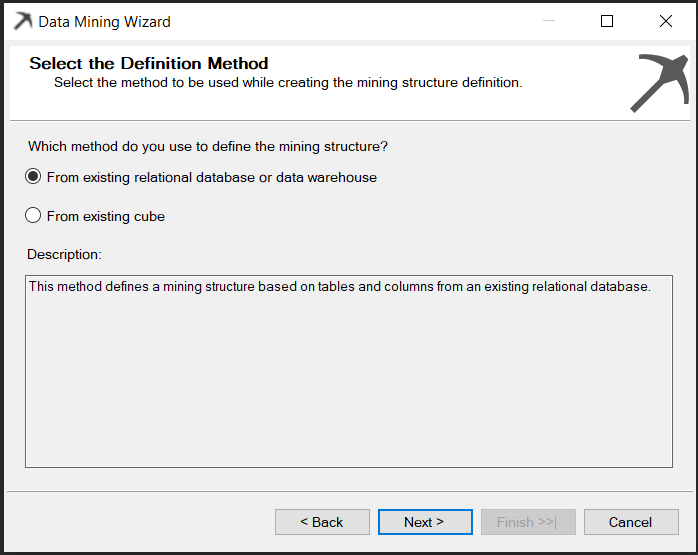 Data Mining Wizard
Select the Definition Method
Select the method to be used while creating the mining structure definition.
Which method do you use to define the mining structure?
From existing relational database or data warehouse
From existing cube
Description:
This method defines a mining structure based on tables and columns from an existing relational database.
< Back Next > Finish >>| Cancel